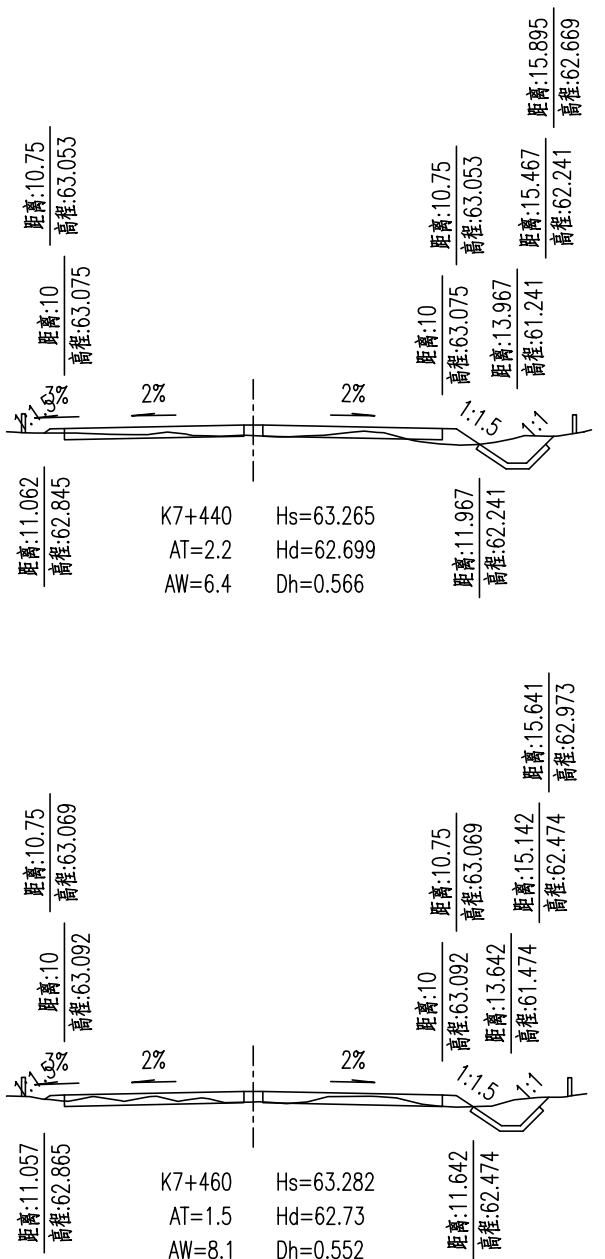 距离:15.895
高程:62.669
距离:10.75
高程:63.053
距离:10.75
高程:63.053
距离:15.467
高程:62.241
距离:10
高程:63.075
距离:10
高程:63.075
距离:13.967
高程:61.241
1:1.5
3%
2%
2%
1:1.5
1:1
距离:11.062
高程:62.845
距离:11.967
高程:62.241
K7+440 Hs=63.265
AT=2.2 Hd=62.699
AW=6.4 Dh=0.566
距离:15.641
高程:62.973
距离:10.75
高程:63.069
距离:10.75
高程:63.069
距离:15.142
高程:62.474
距离:10
高程:63.092
距离:10
高程:63.092
距离:13.642
高程:61.474
1:1.5
3%
2%
2%
1:1.5
1:1
距离:11.057
高程:62.865
距离:11.642
高程:62.474
K7+460 Hs=63.282
AT=1.5 Hd=62.73
AW=8.1 Dh=0.552